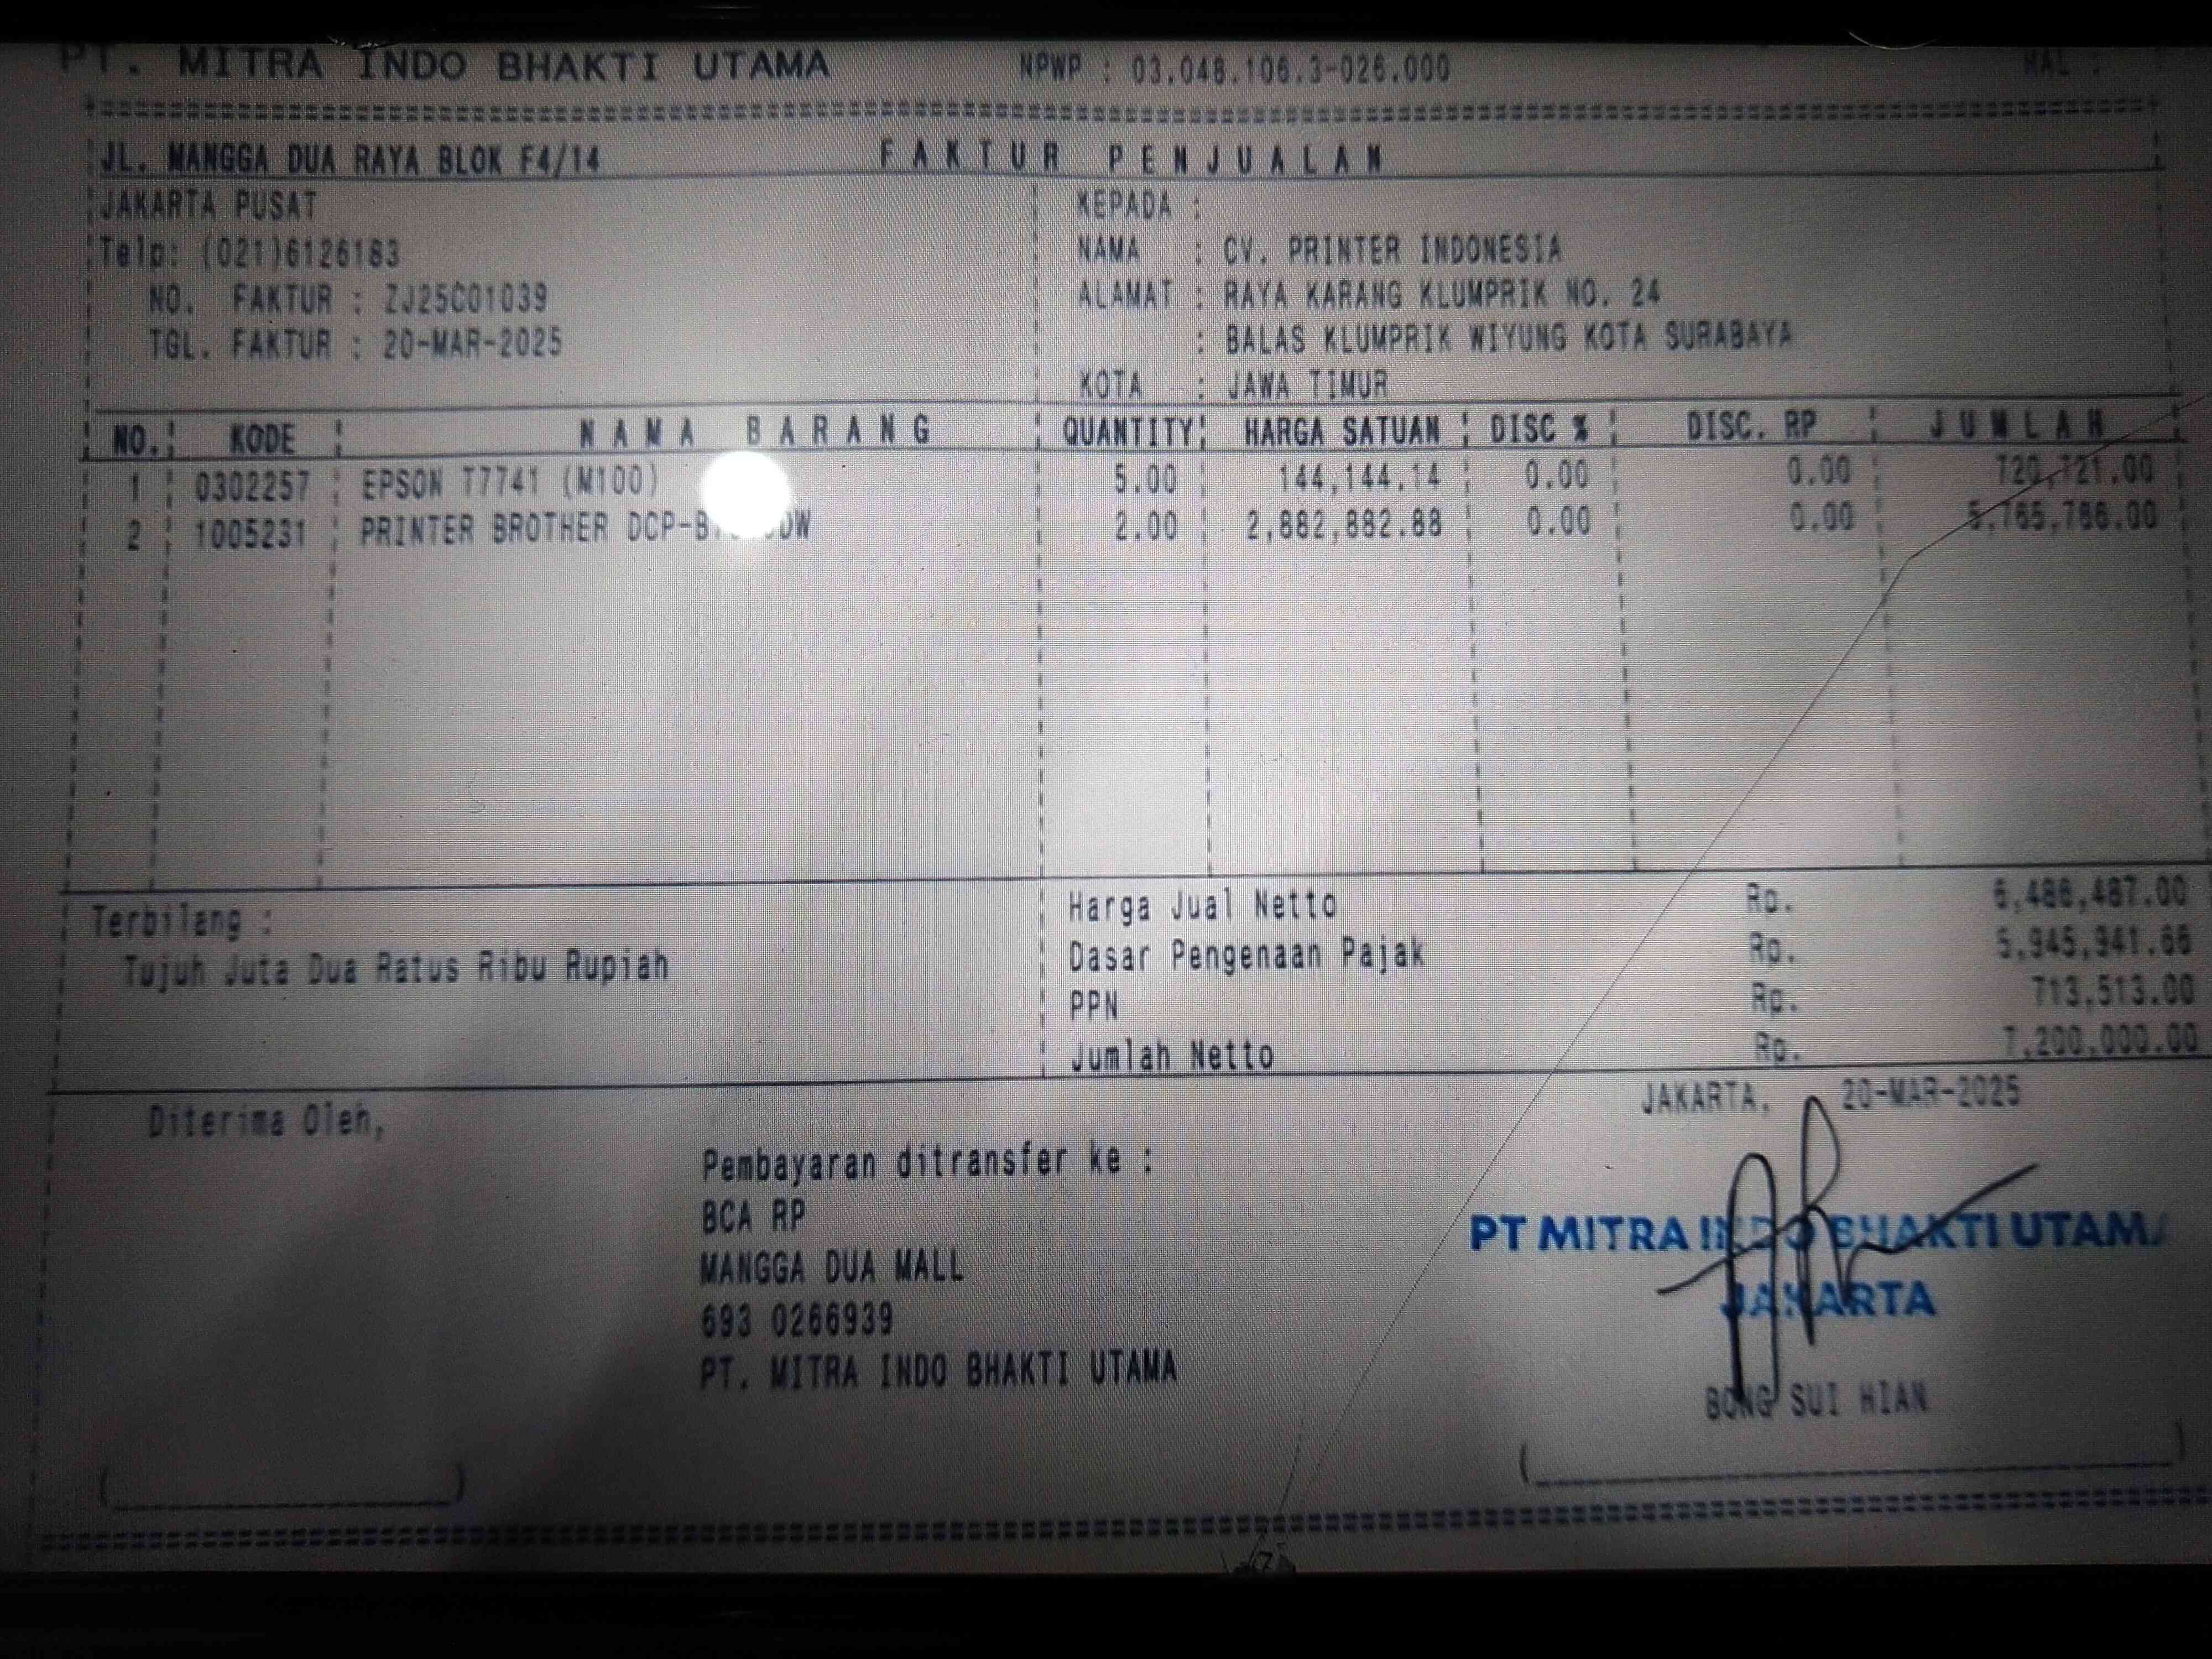 PT. MITRA INDO BHAKTI UTAMA NPWP : 03.048.106.3-026.000 HAL :
JL. MANGGA DUA RAYA BLOK F4/14 FAKTUR PENJUALAN
JAKARTA PUSAT KEPADA :
Telp: (021)6126183 NAMA : CV. PRINTER INDONESIA
NO. FAKTUR : ZJ25C01039 ALAMAT : RAYA KARANG KLUMPRIK NO. 24
TGL. FAKTUR : 20-MAR-2025 : BALAS KLUMPRIK WIYUNG KOTA SURABAYA
KOTA : JAWA TIMUR
NO. KODE NAMA BARANG QUANTITY HARGA SATUAN DISC % DISC. RP JUMLAH
1 0302257 EPSON T7741 (M100) 5.00 144,144.14 0.00 0.00 720,721.00
2 1005231 PRINTER BROTHER 2.00 2,882,882.88 0.00 0.00 5,765,766.00
Harga Jual Netto Rp. 6,486,487.00
Terbilang :
Dasar Pengenaan Pajak Rp. 5,945,941.66
Tujuh Juta Dua Ratus Ribu Rupiah
PPN Rp. 713,513.00
Jumlah Netto Rp. 7,200,000.00
JAKARTA, 20-MAR-2025
Diterima Oleh,
Pembayaran ditransfer ke :
BCA RP
MANGGA DUA MALL
693 0266939
PT. MITRA INDO BHAKTI UTAMA
PT MITRA INDO BHAKTI UTAMA
JAKARTA
BONG SUI HIAN